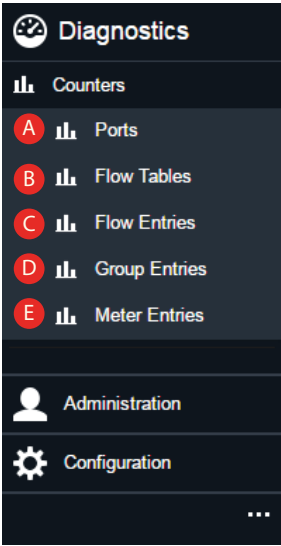 Diagnostics
Counters
A Ports
B Flow Tables
C Flow Entries
D Group Entries
E Meter Entries
Administration
Configuration
...